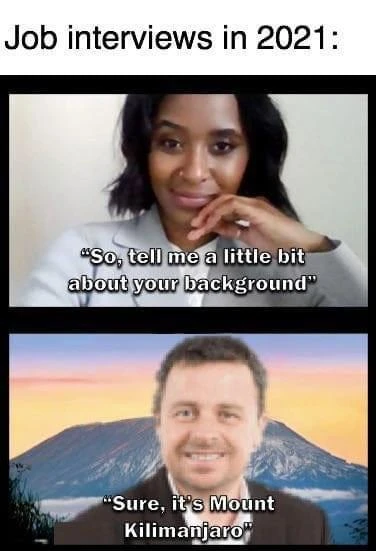 Job interviews in 2021:
“So, tell me a little bit
about your background”
“Sure, it's Mount
Kilimanjaro”